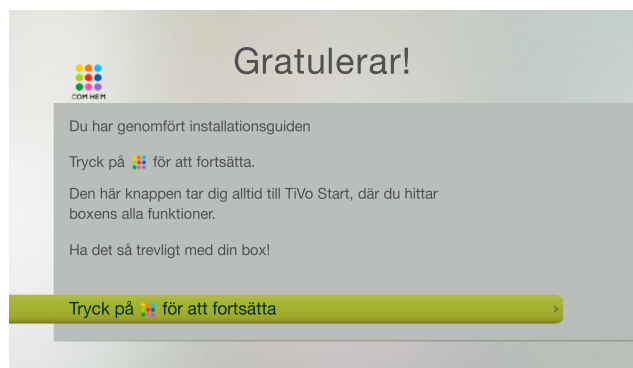 Gratulerar!
COM HEM
Du har genomfört installationsguiden
Tryck på för att fortsätta.
Den här knappen tar dig alltid till TiVo Start, där du hittar
boxens alla funktioner.
Ha det så trevligt med din box!
Tryck på för att fortsätta